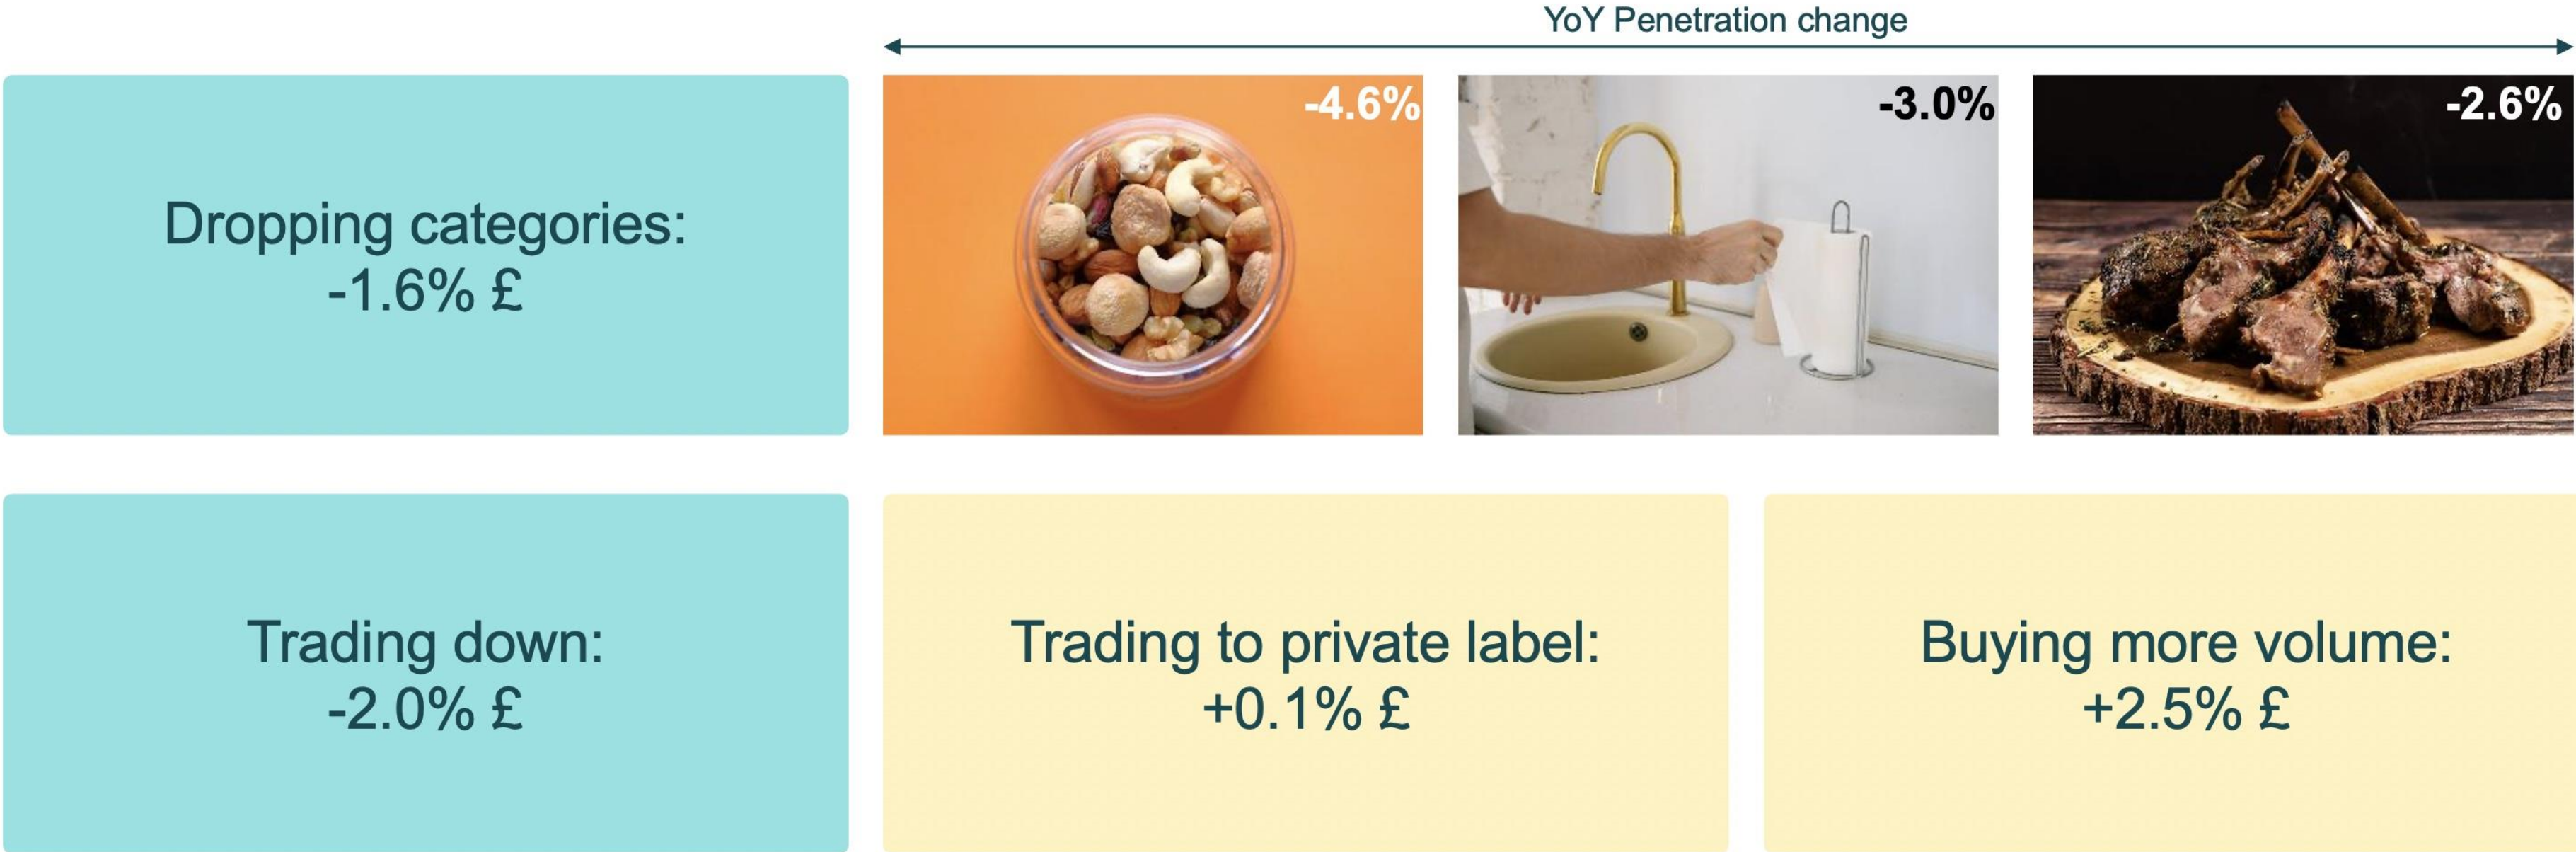 YoY Penetration change
-4.6%
-3.0%
-2.6%
Dropping categories:
-1.6% £
Trading down:
-2.0% £
Trading to private label:
+0.1% £
Buying more volume:
+2.5% £